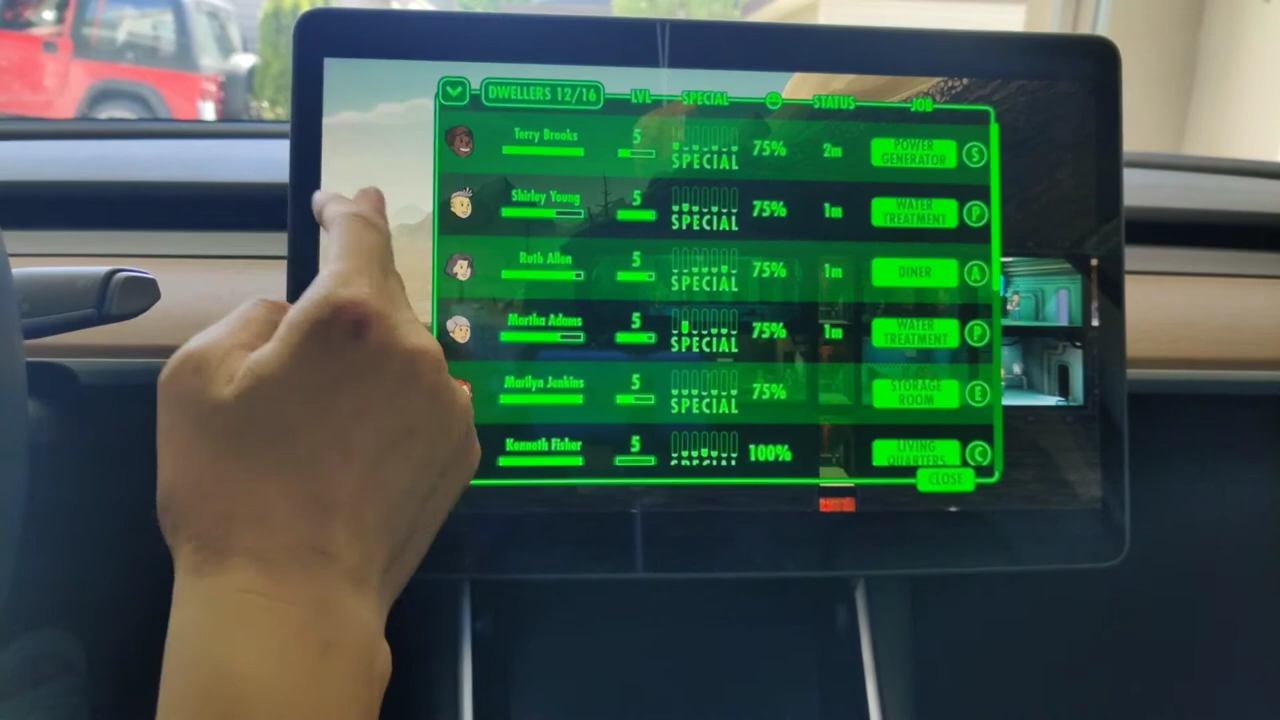 DWELLERS 12/16 LVL SPECIAL STATUS JOB
Terry Brooks 5 SPECIAL 75% 2m POWER GENERATOR S
Shirley Young 5 SPECIAL 75% 1m WATER TREATMENT P
Ruth Allen 5 SPECIAL 75% 1m DINER A
Martha Adams 5 SPECIAL 75% 1m WATER TREATMENT P
Marilyn Jenkins 5 SPECIAL 75% STORAGE ROOM E
Kenneth Fisher 5 SPECIAL 100% LIVING QUARTERS C
CLOSE